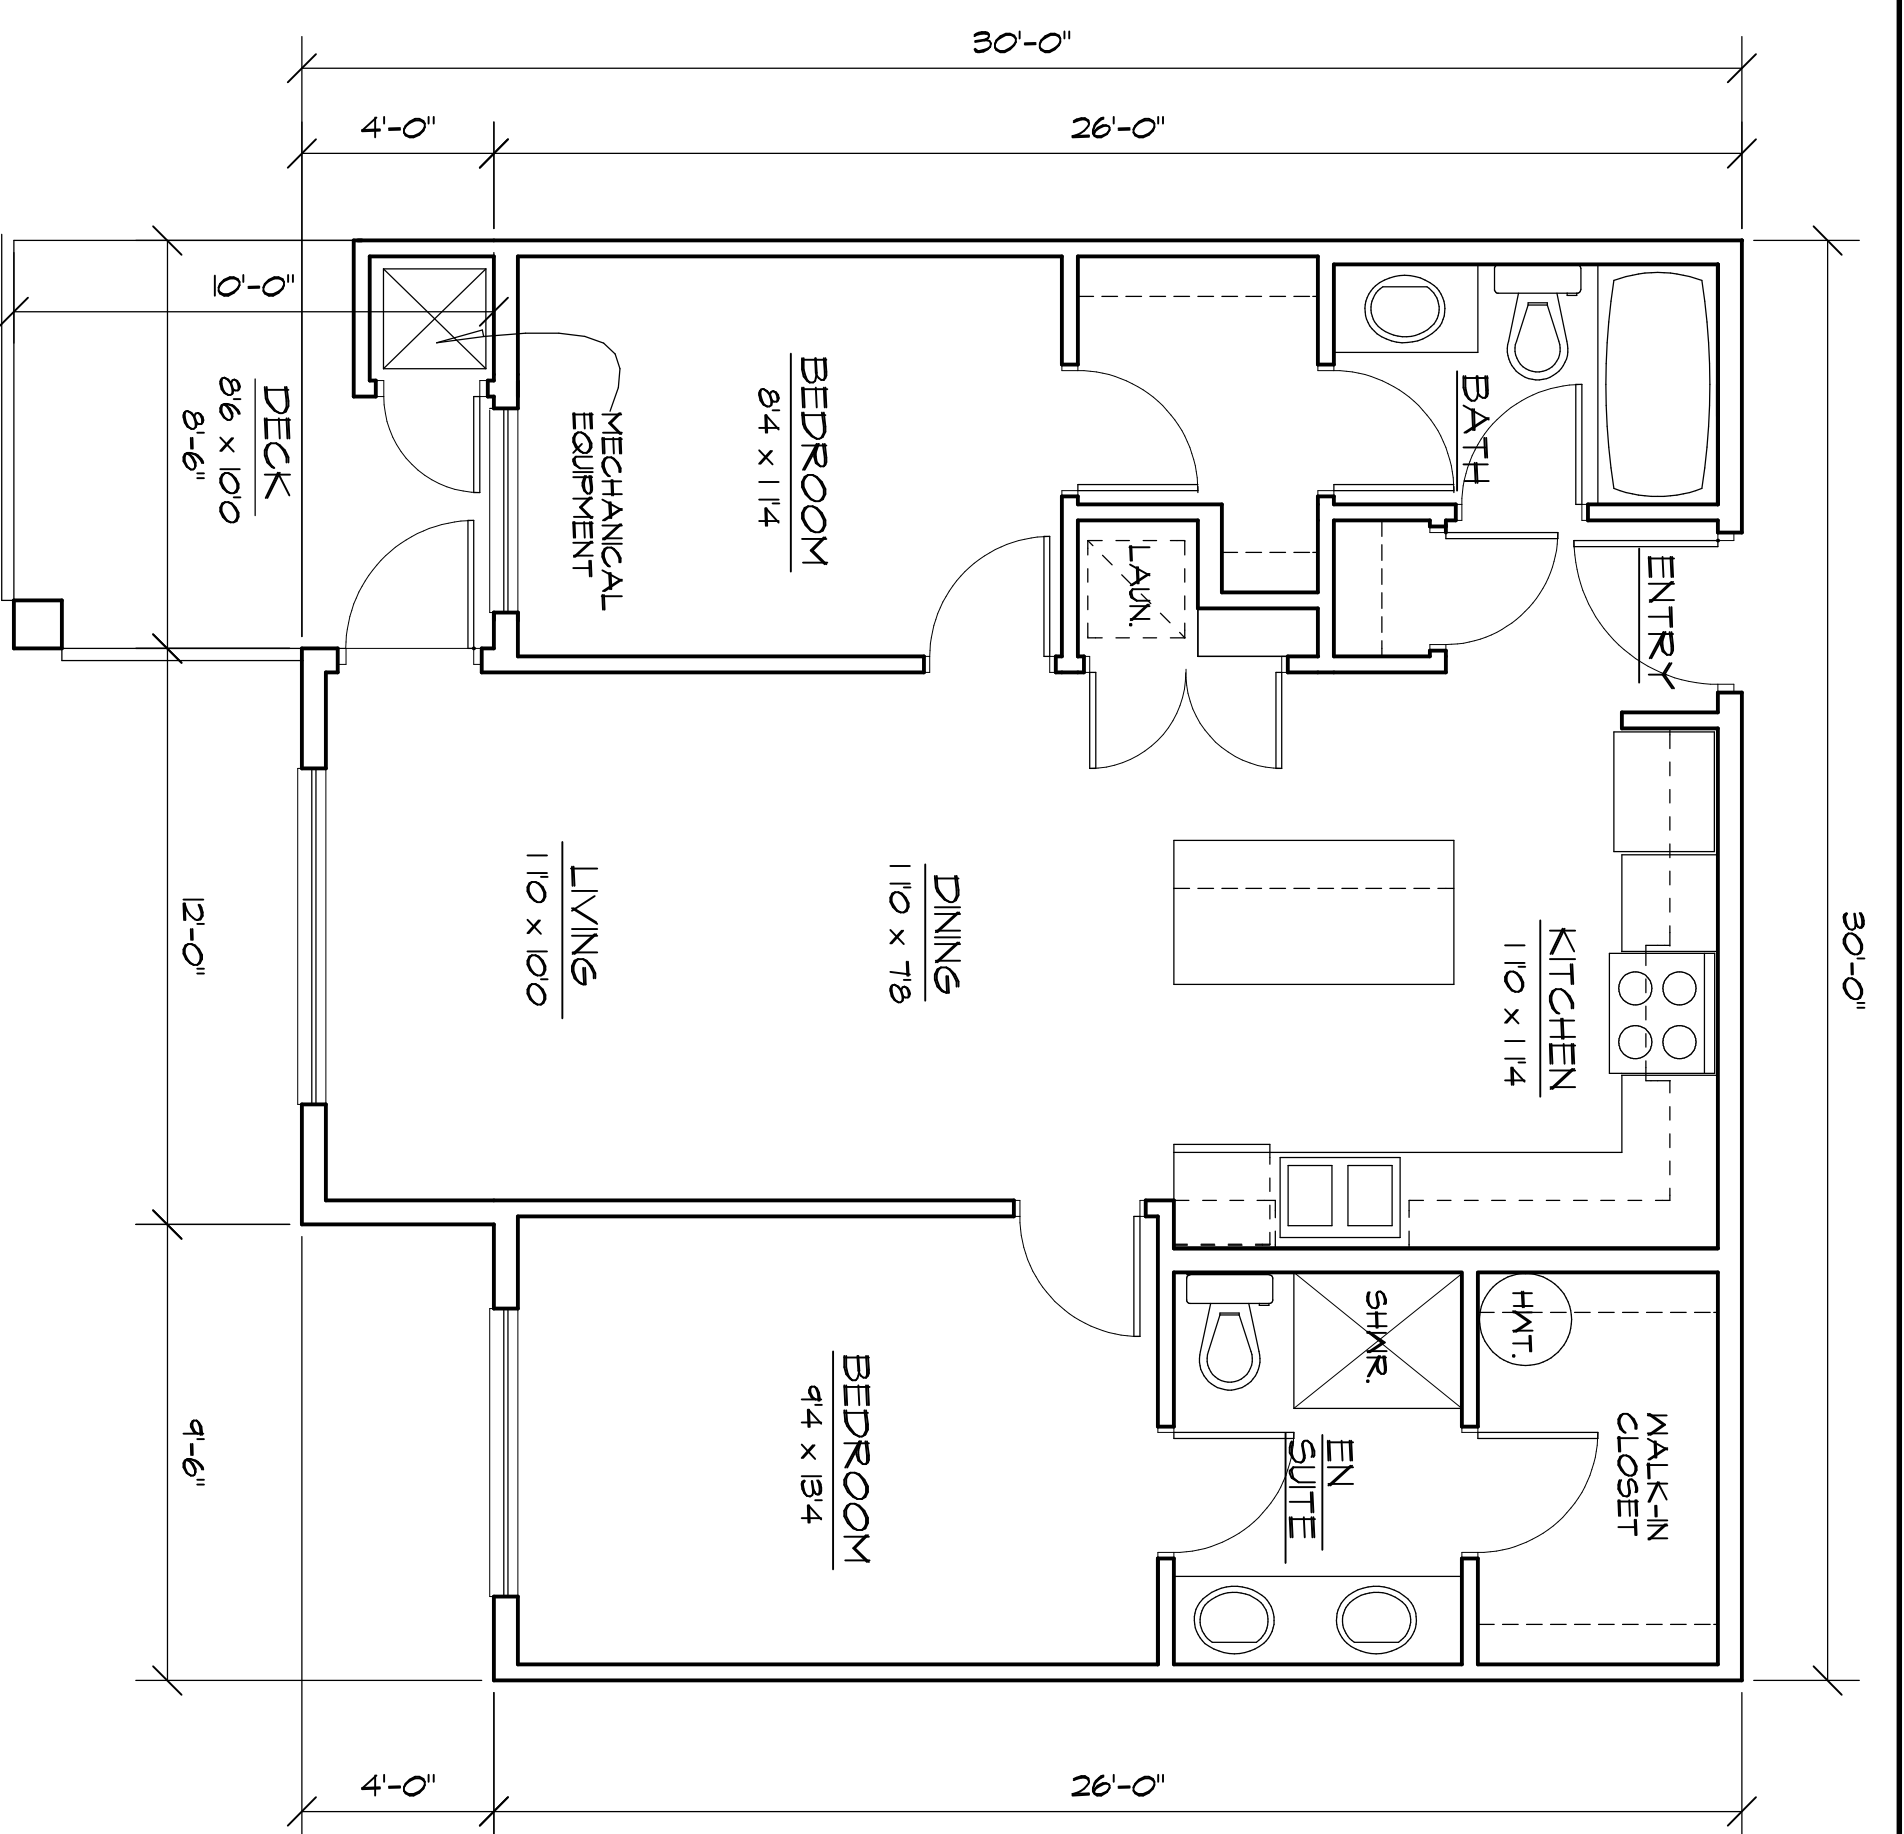 30'-0"
4'-0"
26'-0"
10'-0"
DECK
8'6 x 10'0
8'-6"
MECHANICAL
EQUIPMENT
BEDROOM
8'4 x 11'4
BATH
LAUN.
ENTRY
LIVING
11'0 x 10'0
DINING
11'0 x 7'8
KITCHEN
11'0 x 11'4
30'-0"
12'-0"
9'-6"
BEDROOM
9'4 x 13'4
SHWR.
HWT.
EN
SUITE
WALK-IN
CLOSET
4'-0"
26'-0"